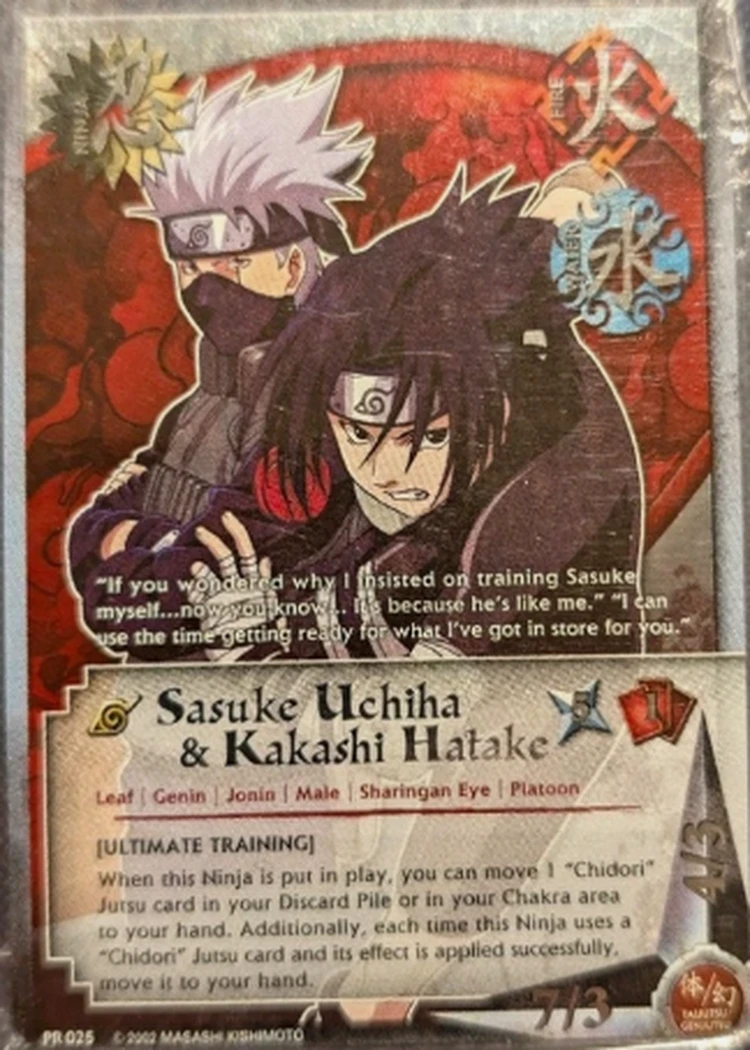 NINJA
FIRE
火
WATER
水
"If you wondered why I insisted on training Sasuke
myself...now you know... It's because he's like me." "I can
use the time getting ready for what I've got in store for you."
Sasuke Uchiha
& Kakashi Hatake
5
1
Leaf | Genin | Jonin | Male | Sharingan Eye | Platoon
[ULTIMATE TRAINING]
When this Ninja is put in play, you can move 1 "Chidori"
Jutsu card in your Discard Pile or in your Chakra area
to your hand. Additionally, each time this Ninja uses a
"Chidori" Jutsu card and its effect is applied successfully,
move it to your hand.
4/3
7/3
体/幻
TAIJUTSU
GENJUTSU
PR 025 © 2002 MASASHI KISHIMOTO